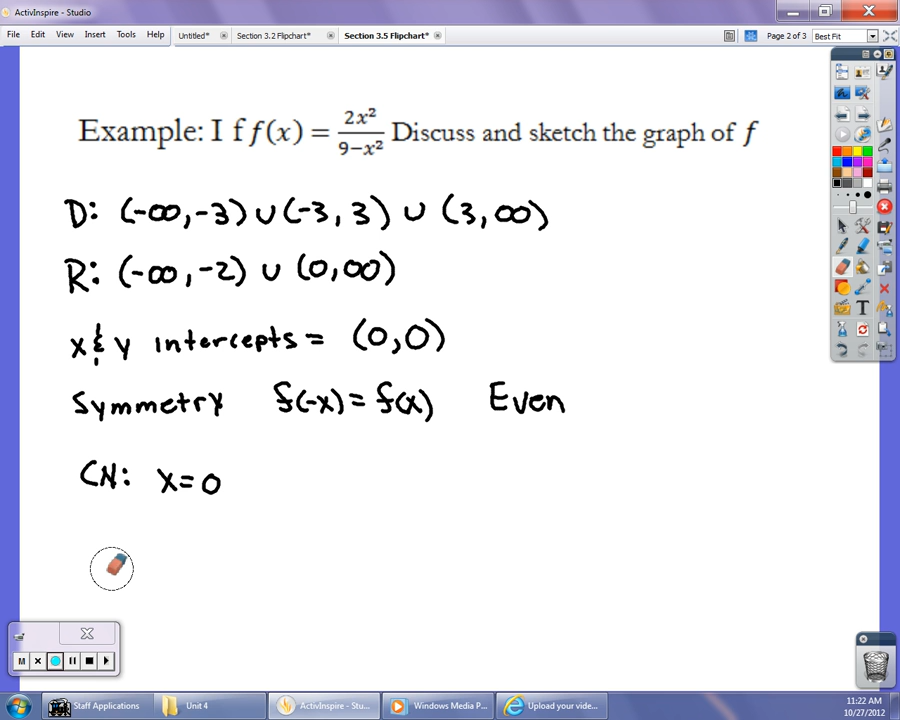 ActivInspire - Studio
File Edit View Insert Tools Help Untitled* Section 3.2 Flipchart* Section 3.5 Flipchart* Page 2 of 3 Best Fit
Example: I f f(x) = 2x²/9−x² Discuss and sketch the graph of f
D: (-∞,-3) ∪ (-3, 3) ∪ (3, ∞)
R: (-∞,-2) ∪ (0,∞)
x & y intercepts = (0,0)
Symmetry f(-x) = f(x) Even
CN: x=0
M
Staff Applications Unit 4 ActivInspire - Stu... Windows Media P... Upload your vide... 11:22 AM
10/27/2012